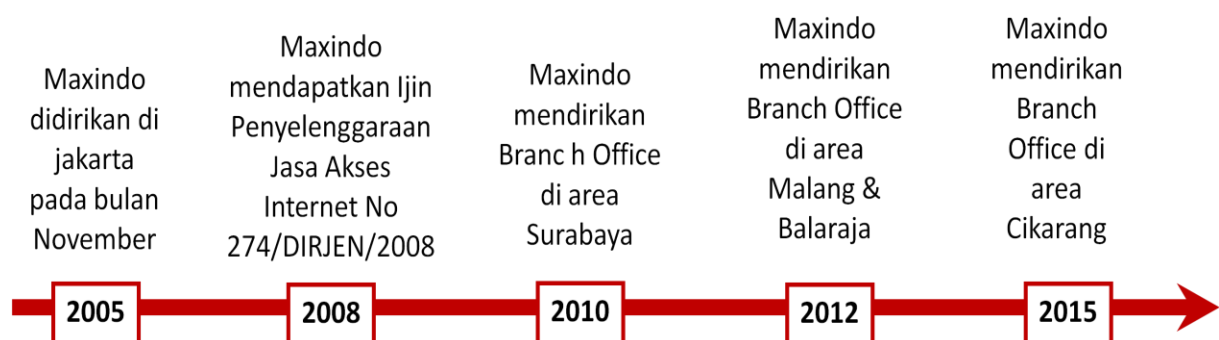 Maxindo
didirikan di
jakarta
pada bulan
November
Maxindo
mendapatkan Ijin
Penyelenggaraan
Jasa Akses
Internet No
274/DIRJEN/2008
Maxindo
mendirikan
Branc h Office
di area
Surabaya
Maxindo
mendirikan
Branch Office
di area
Malang &
Balaraja
Maxindo
mendirikan
Branch
Office di
area
Cikarang
2005
2008
2010
2012
2015